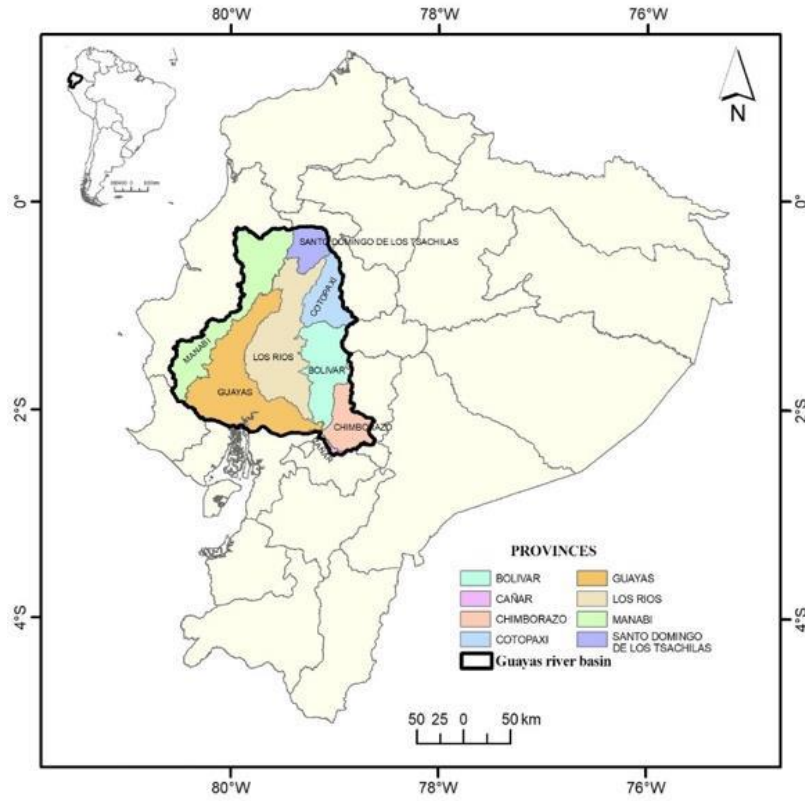 80°W 78°W 76°W
N
0° 0°
SANTO DOMINGO DE LOS TSACHILAS
COTOPAXI
MANABI
LOS RIOS
BOLIVAR
GUAYAS
2°S 2°S
CHIMBORAZO
PROVINCES
BOLIVAR
CAÑAR
CHIMBORAZO
COTOPAXI
GUAYAS
LOS RIOS
MANABI
SANTO DOMINGO
DE LOS TSACHILAS
Guayas river basin
4°S 4°S
50 25 0 50 km
80°W 78°W 76°W